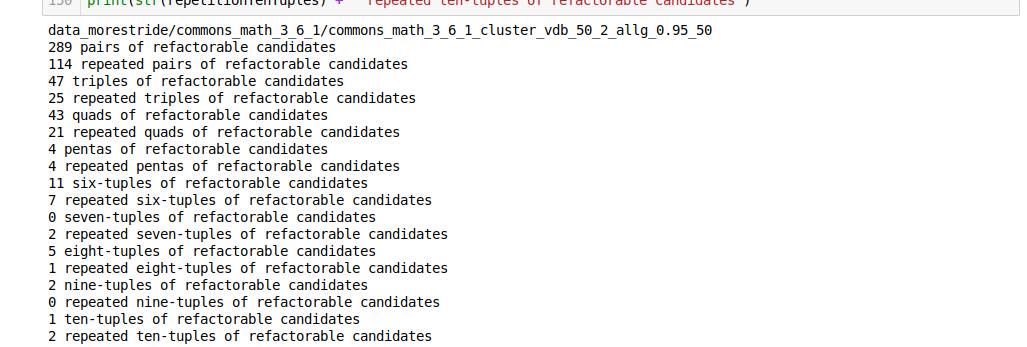 150 print(str(repetitionTenTuples) + " repeated ten-tuples of refactorable candidates")
data_morestride/commons_math_3_6_1/commons_math_3_6_1_cluster_vdb_50_2_allg_0.95_50
289 pairs of refactorable candidates
114 repeated pairs of refactorable candidates
47 triples of refactorable candidates
25 repeated triples of refactorable candidates
43 quads of refactorable candidates
21 repeated quads of refactorable candidates
4 pentas of refactorable candidates
4 repeated pentas of refactorable candidates
11 six-tuples of refactorable candidates
7 repeated six-tuples of refactorable candidates
0 seven-tuples of refactorable candidates
2 repeated seven-tuples of refactorable candidates
5 eight-tuples of refactorable candidates
1 repeated eight-tuples of refactorable candidates
2 nine-tuples of refactorable candidates
0 repeated nine-tuples of refactorable candidates
1 ten-tuples of refactorable candidates
2 repeated ten-tuples of refactorable candidates